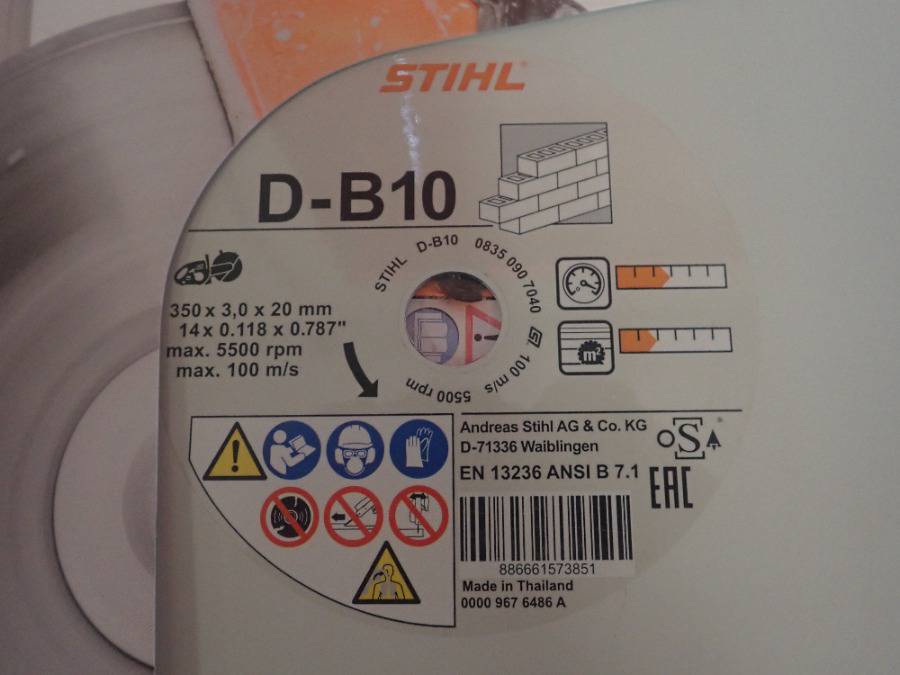 STIHL®
D-B10
STIHL D-B10 0835 090 7040 100 m/s 5500 rpm
350 x 3,0 x 20 mm
14 x 0.118 x 0.787"
max. 5500 rpm
max. 100 m/s
m²
Andreas Stihl AG & Co. KG
D-71336 Waiblingen
oS
EN 13236 ANSI B 7.1
EAC
886661573851
Made in Thailand
0000 967 6486 A